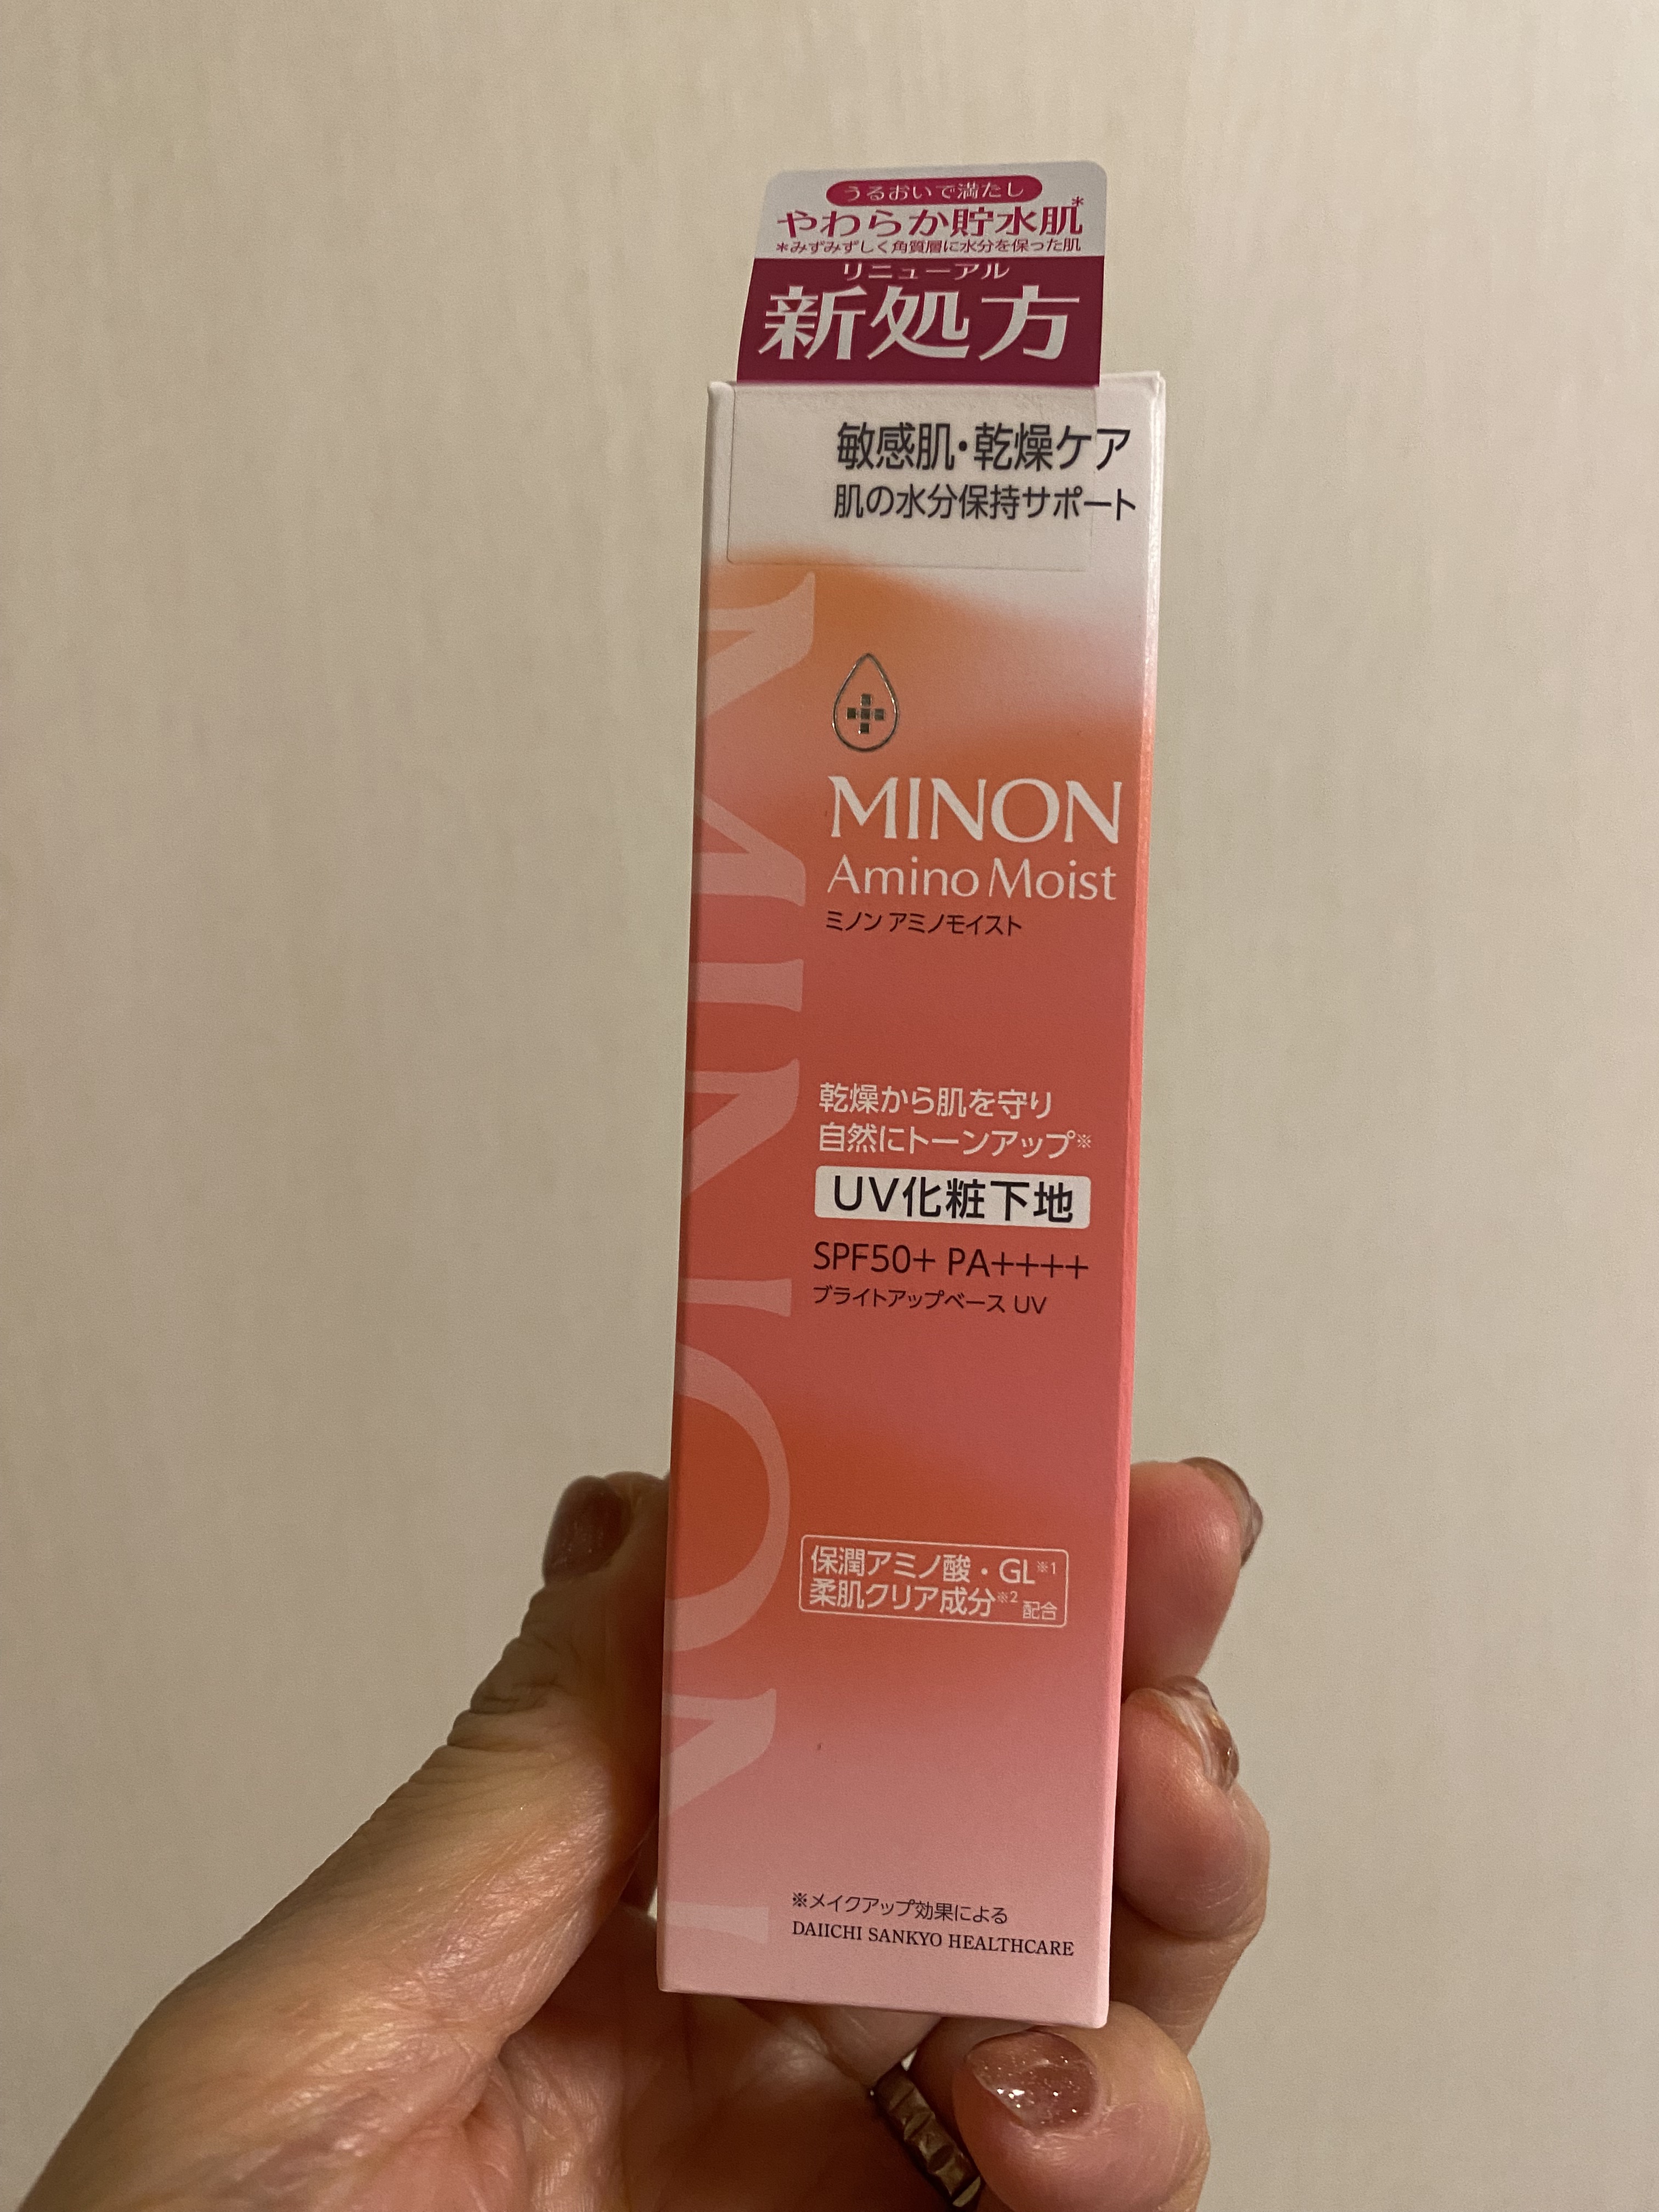 うるおいで満たし
やわらか貯水肌*
*みずみずしく角質層に水分を保った肌
リニューアル
新処方
敏感肌・乾燥ケア
肌の水分保持サポート
MINON
MINON
Amino Moist
ミノン アミノモイスト
乾燥から肌を守り
自然にトーンアップ※
UV化粧下地
SPF50+ PA++++
ブライトアップベース UV
保潤アミノ酸・GL※1
柔肌クリア成分※2 配合
※メイクアップ効果による
DAIICHI SANKYO HEALTHCARE